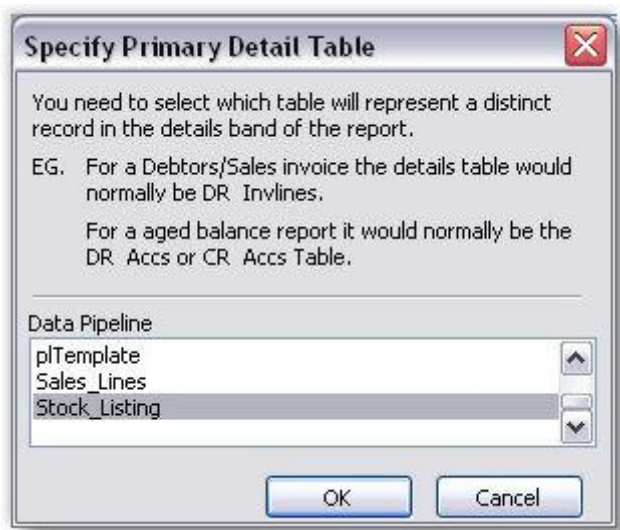 Specify Primary Detail Table
You need to select which table will represent a distinct
record in the details band of the report.
EG. For a Debtors/Sales invoice the details table would
normally be DR Invlines.
For a aged balance report it would normally be the
DR Accs or CR Accs Table.
Data Pipeline
plTemplate
Sales_Lines
Stock_Listing
OK Cancel